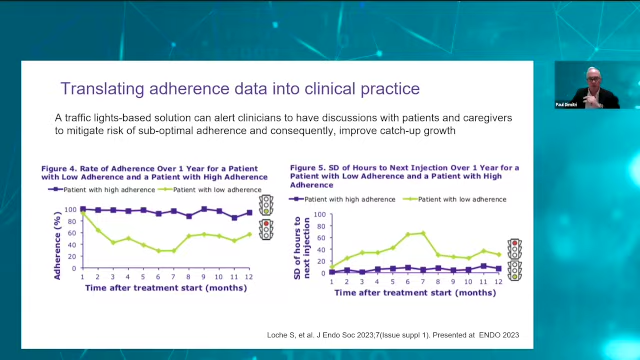 Translating adherence data into clinical practice
A traffic lights-based solution can alert clinicians to have discussions with patients and caregivers
to mitigate risk of sub-optimal adherence and consequently, improve catch-up growth
Figure 4. Rate of Adherence Over 1 Year for a Patient
with Low Adherence and a Patient with High Adherence
Patient with high adherence
Patient with low adherence
Adherence (%)
100
80
60
40
20
0
1 2 3 4 5 6 7 8 9 10 11 12
Time after treatment start (months)
Figure 5. SD of Hours to Next Injection Over 1 Year for a
Patient with Low Adherence and a Patient with High
Adherence
Patient with high adherence
Patient with low adherence
SD of hours to
next injection
100
80
60
40
20
0
1 2 3 4 5 6 7 8 9 10 11 12
Time after treatment start (months)
Loche S, et al. J Endo Soc 2023;7(Issue suppl 1). Presented at ENDO 2023
Paul Dimitri